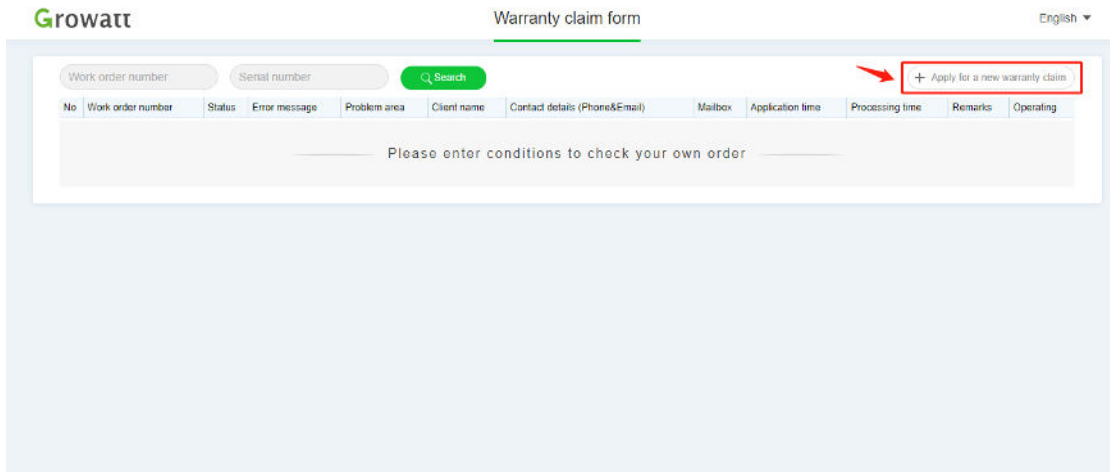 Growatt
Warranty claim form
English
Work order number
Serial number
Search
+ Apply for a new warranty claim
No Work order number Status Error message Problem area Client name Contact details (Phone&Email) Mailbox Application time Processing time Remarks Operating
Please enter conditions to check your own order